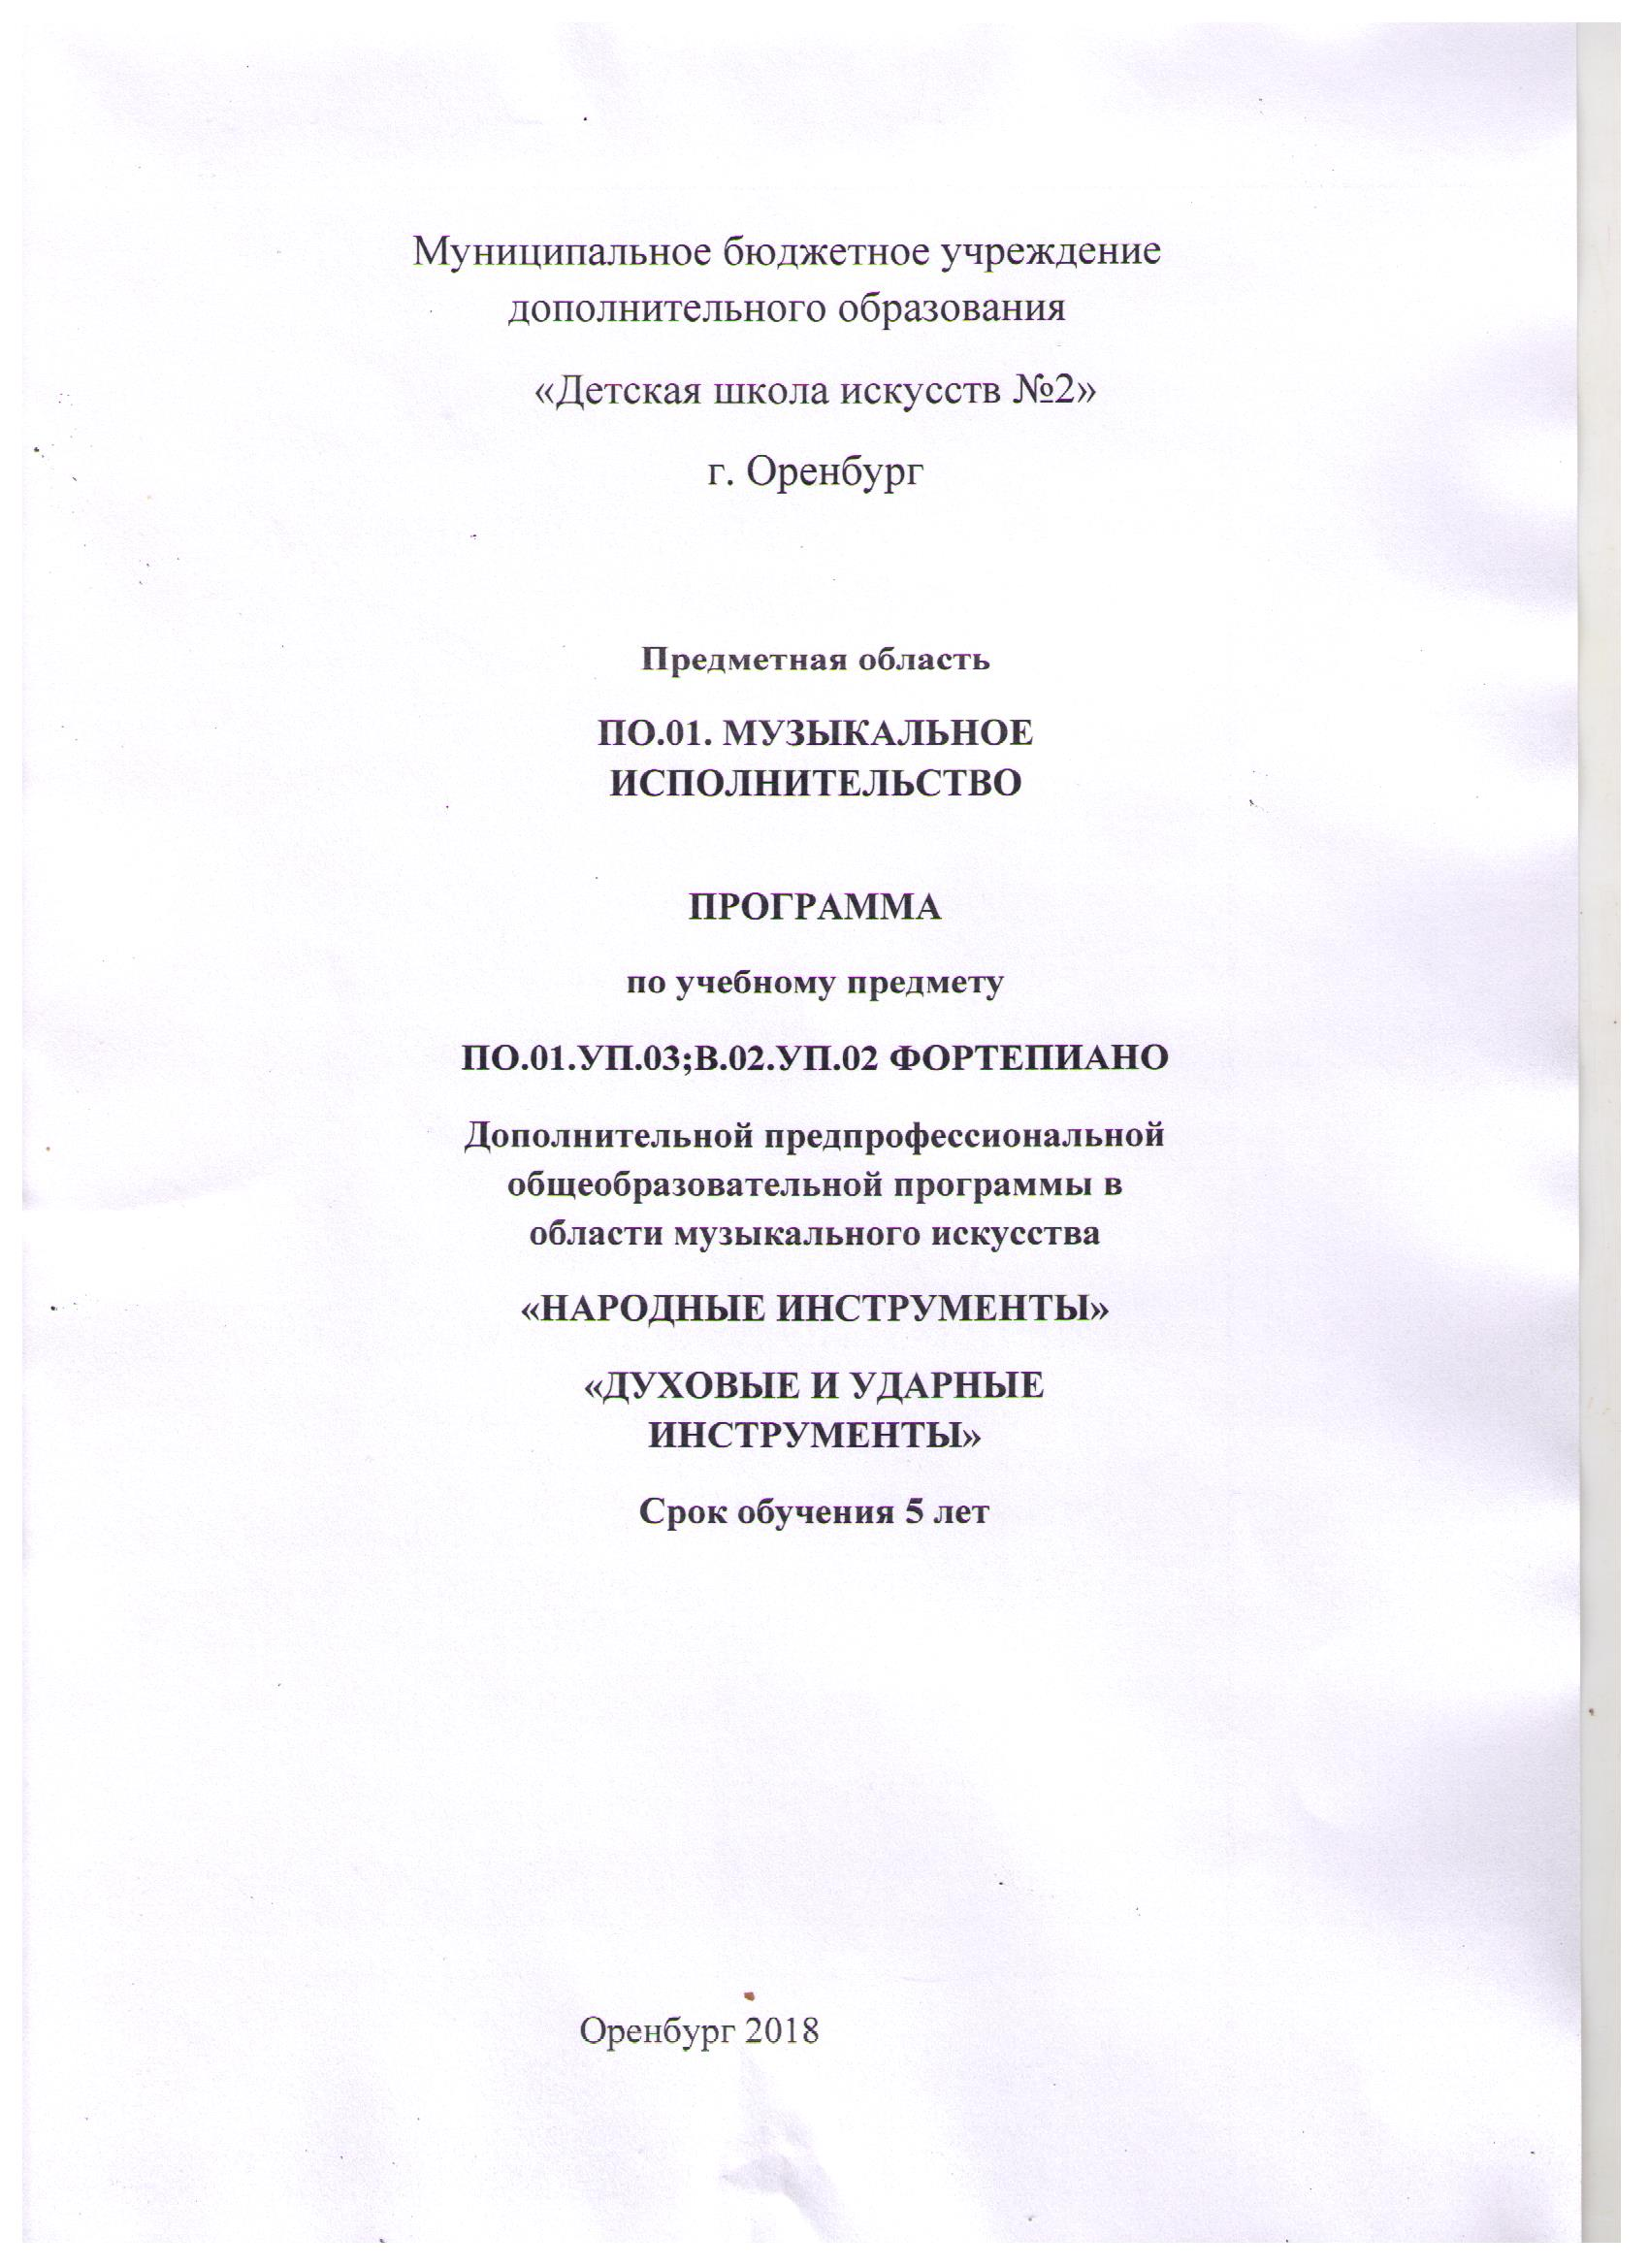 Муниципальное бюджетное учреждение
дополнительного образования
«Детская школа искусств №2»
г. Оренбург
Предметная область
ПО.01. МУЗЫКАЛЬНОЕ
ИСПОЛНИТЕЛЬСТВО
ПРОГРАММА
по учебному предмету
ПО.01.УП.03;В.02.УП.02 ФОРТЕПИАНО
Дополнительной предпрофессиональной
общеобразовательной программы в
области музыкального искусства
«НАРОДНЫЕ ИНСТРУМЕНТЫ»
«ДУХОВЫЕ И УДАРНЫЕ
ИНСТРУМЕНТЫ»
Срок обучения 5 лет
Оренбург 2018